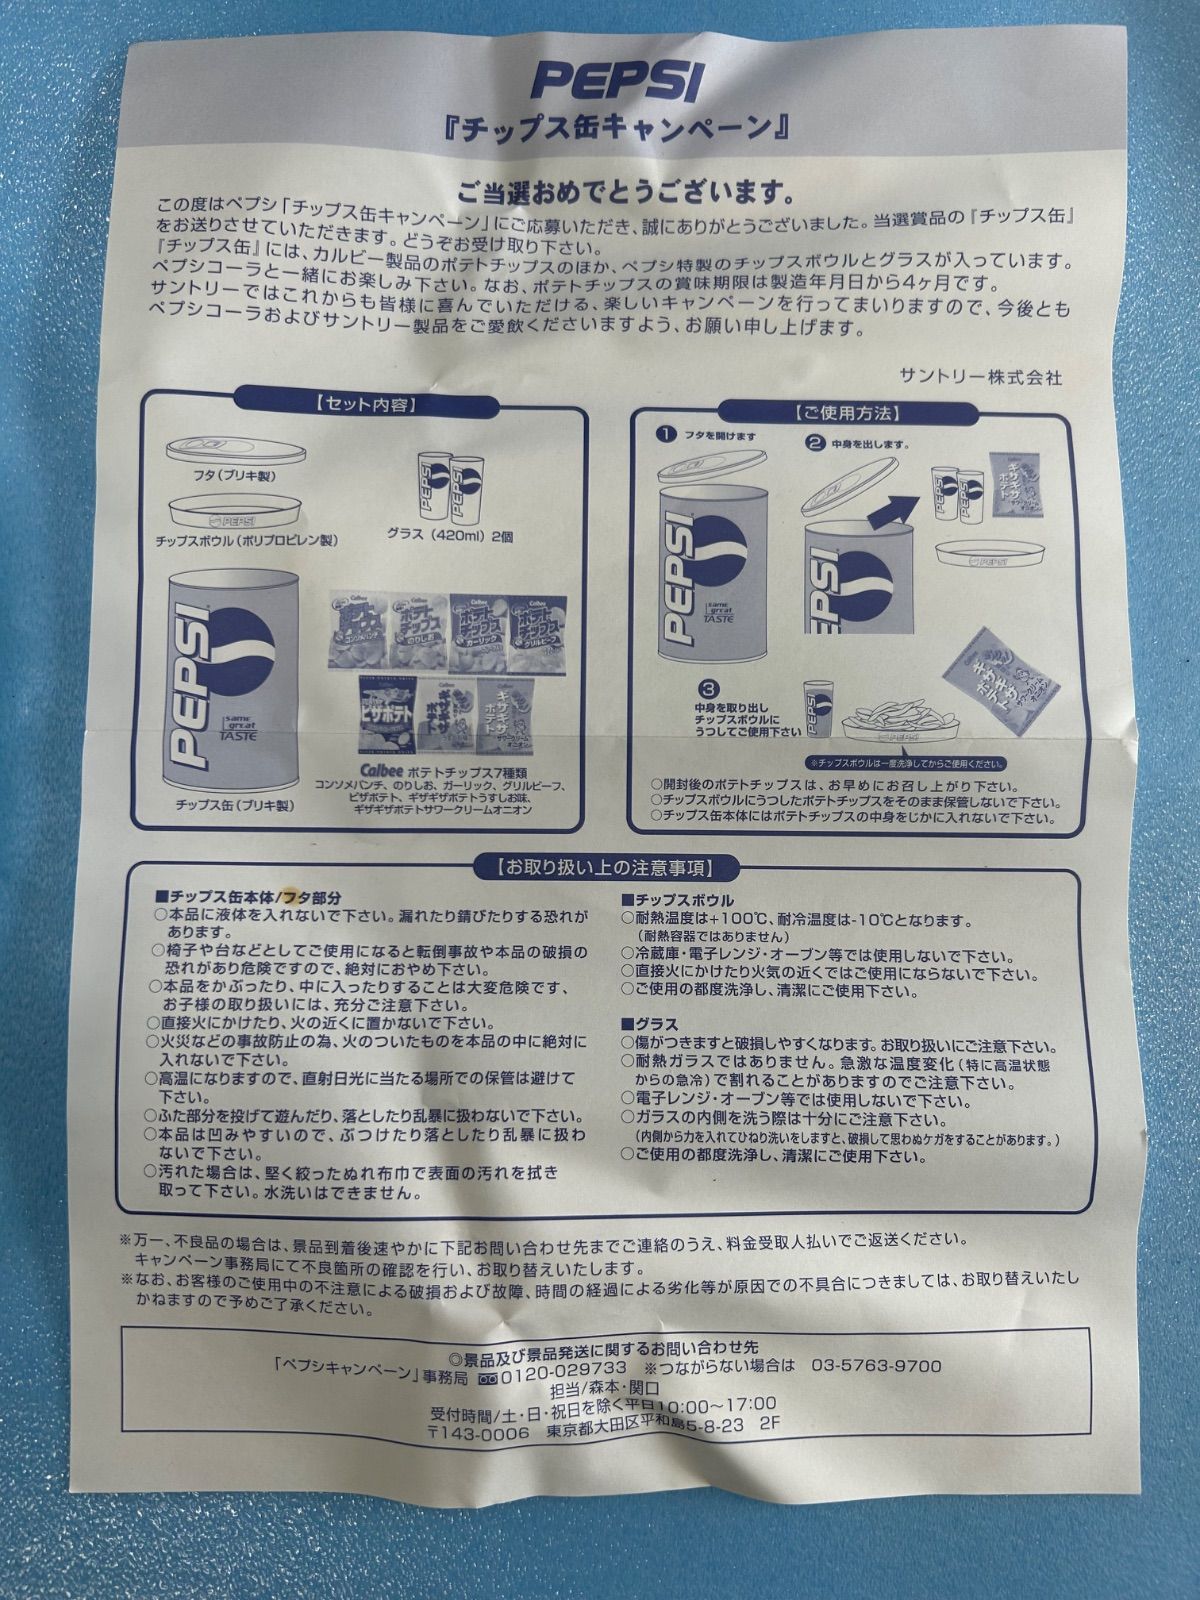 PEPSI
『チップス缶キャンペーン』
ご当選おめでとうございます。
この度はペプシ「チップス缶キャンペーン」にご応募いただき、誠にありがとうございました。当選賞品の『チップス缶』
をお送りさせていただきます。どうぞお受け取り下さい。
『チップス缶』には、カルビー製品のポテトチップスのほか、ペプシ特製のチップスボウルとグラスが入っています。
ペプシコーラと一緒にお楽しみ下さい。なお、ポテトチップスの賞味期限は製造年月日から4ヶ月です。
サントリーではこれからも皆様に喜んでいただける、楽しいキャンペーンを行ってまいりますので、今後とも
ペプシコーラおよびサントリー製品をご愛飲くださいますよう、お願い申し上げます。
サントリー株式会社
【セット内容】
フタ(ブリキ製)
PEPSI
チップスボウル(ポリプロピレン製)
PEPSI
PEPSI
グラス (420ml) 2個
PEPSI
same
great
TASTE
チップス缶(ブリキ製)
Calbee ポテトチップス7種類
コンソメパンチ、のりしお、ガーリック、グリルビーフ、
ピザポテト、ギザギザポテトうすしお味、
ギザギザポテトサワークリームオニオン
【ご使用方法】
1 フタを開けます
2 中身を出します。
PEPSI
same
great
TASTE
PEPSI
PEPSI
PEPSI
Calbee
ギザギザ
ポテト
サワークリーム
オニオン
PEPSI
3
中身を取り出し
チップスボウルに
うつしてご使用下さい
PEPSI
PEPSI
ギザギザ
ポテト
サワークリーム
オニオン
※チップスボウルは一度洗浄してからご使用ください。
○開封後のポテトチップスは、お早めにお召し上がり下さい。
○チップスボウルにうつしたポテトチップスをそのまま保管しないで下さい。
○チップス缶本体にはポテトチップスの中身をじかに入れないで下さい。
【お取り扱い上の注意事項】
■チップス缶本体/フタ部分
○本品に液体を入れないで下さい。漏れたり錆びたりする恐れが
あります。
○椅子や台などとしてご使用になると転倒事故や本品の破損の
恐れがあり危険ですので、絶対におやめ下さい。
○本品をかぶったり、中に入ったりすることは大変危険です、
お子様の取り扱いには、充分ご注意下さい。
○直接火にかけたり、火の近くに置かないで下さい。
○火災などの事故防止の為、火のついたものを本品の中に絶対に
入れないで下さい。
○高温になりますので、直射日光に当たる場所での保管は避けて
下さい。
○ふた部分を投げて遊んだり、落としたり乱暴に扱わないで下さい。
○本品は凹みやすいので、ぶつけたり落としたり乱暴に扱わ
ないで下さい。
○汚れた場合は、堅く絞ったぬれ布巾で表面の汚れを拭き
取って下さい。水洗いはできません。
■チップスボウル
○耐熱温度は+100℃、耐冷温度は-10℃となります。
(耐熱容器ではありません)
○冷蔵庫・電子レンジ・オーブン等では使用しないで下さい。
○直接火にかけたり火気の近くではご使用にならないで下さい。
○ご使用の都度洗浄し、清潔にご使用下さい。
■グラス
○傷がつきますと破損しやすくなります。お取り扱いにご注意下さい。
○耐熱ガラスではありません。急激な温度変化(特に高温状態
からの急冷)で割れることがありますのでご注意下さい。
○電子レンジ・オーブン等では使用しないで下さい。
○ガラスの内側を洗う際は十分にご注意下さい。
(内側から力を入れてひねり洗いをしますと、破損して思わぬケガをすることがあります。)
○ご使用の都度洗浄し、清潔にご使用下さい。
※万一、不良品の場合は、景品到着後速やかに下記お問い合わせ先までご連絡のうえ、料金受取人払いでご返送ください。
キャンペーン事務局にて不良箇所の確認を行い、お取り替えいたします。
※なお、お客様のご使用中の不注意による破損および故障、時間の経過による劣化等が原因での不具合につきましては、お取り替えいたし
かねますので予めご了承ください。
◎景品及び景品発送に関するお問い合わせ先
「ペプシキャンペーン」事務局 0120-029733 ※つながらない場合は 03-5763-9700
担当/森本・関口
受付時間/土・日・祝日を除く平日10:00〜17:00
〒143-0006 東京都大田区平和島5-8-23 2F